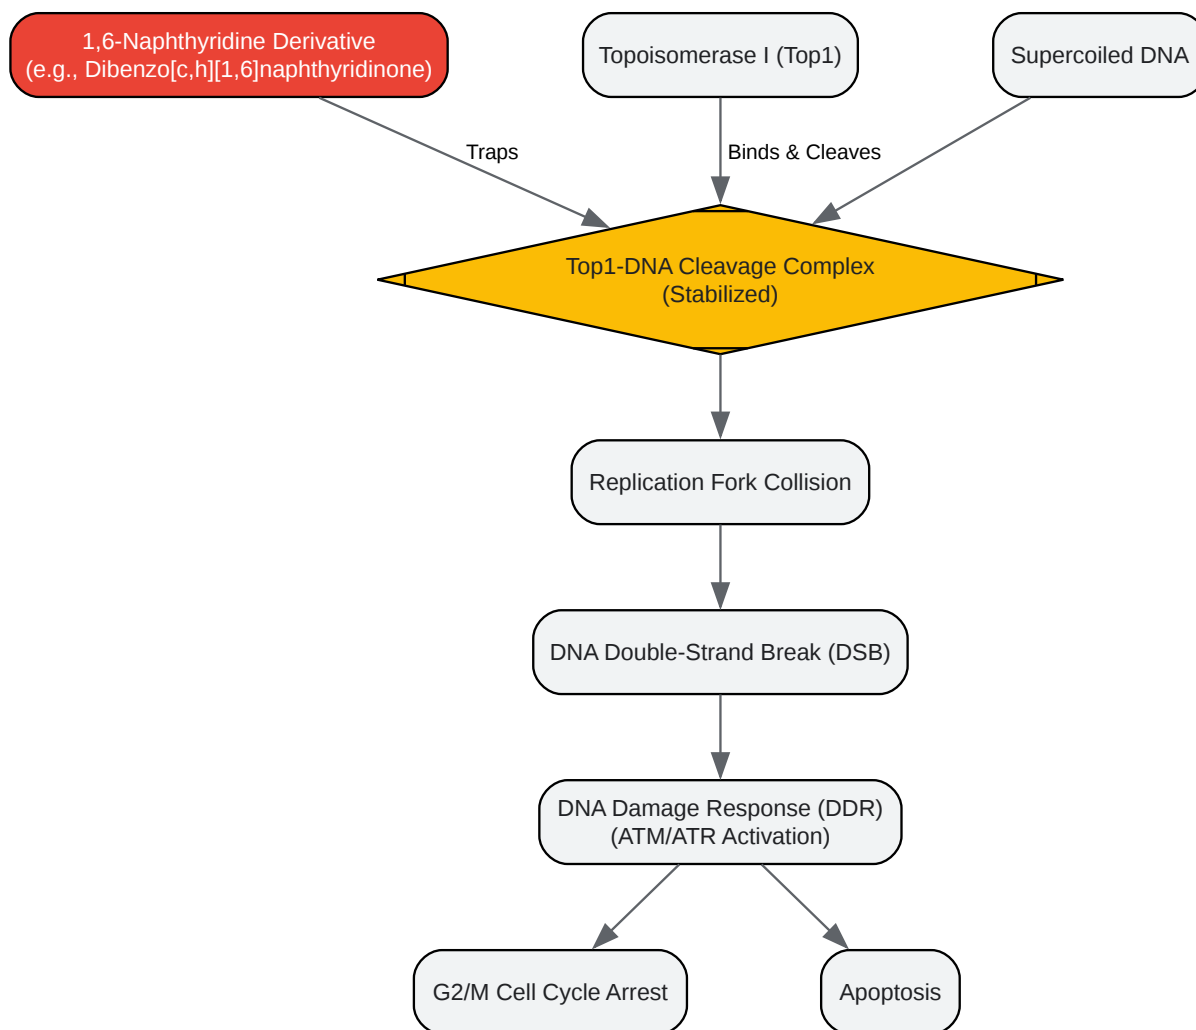 1,6-Naphthyridine Derivative
(e.g., Dibenzo[c,h][1,6]naphthyridinone)
Topoisomerase I (Top1)
Supercoiled DNA
Traps
Binds & Cleaves
Top1-DNA Cleavage Complex
(Stabilized)
Replication Fork Collision
DNA Double-Strand Break (DSB)
DNA Damage Response (DDR)
(ATM/ATR Activation)
G2/M Cell Cycle Arrest
Apoptosis